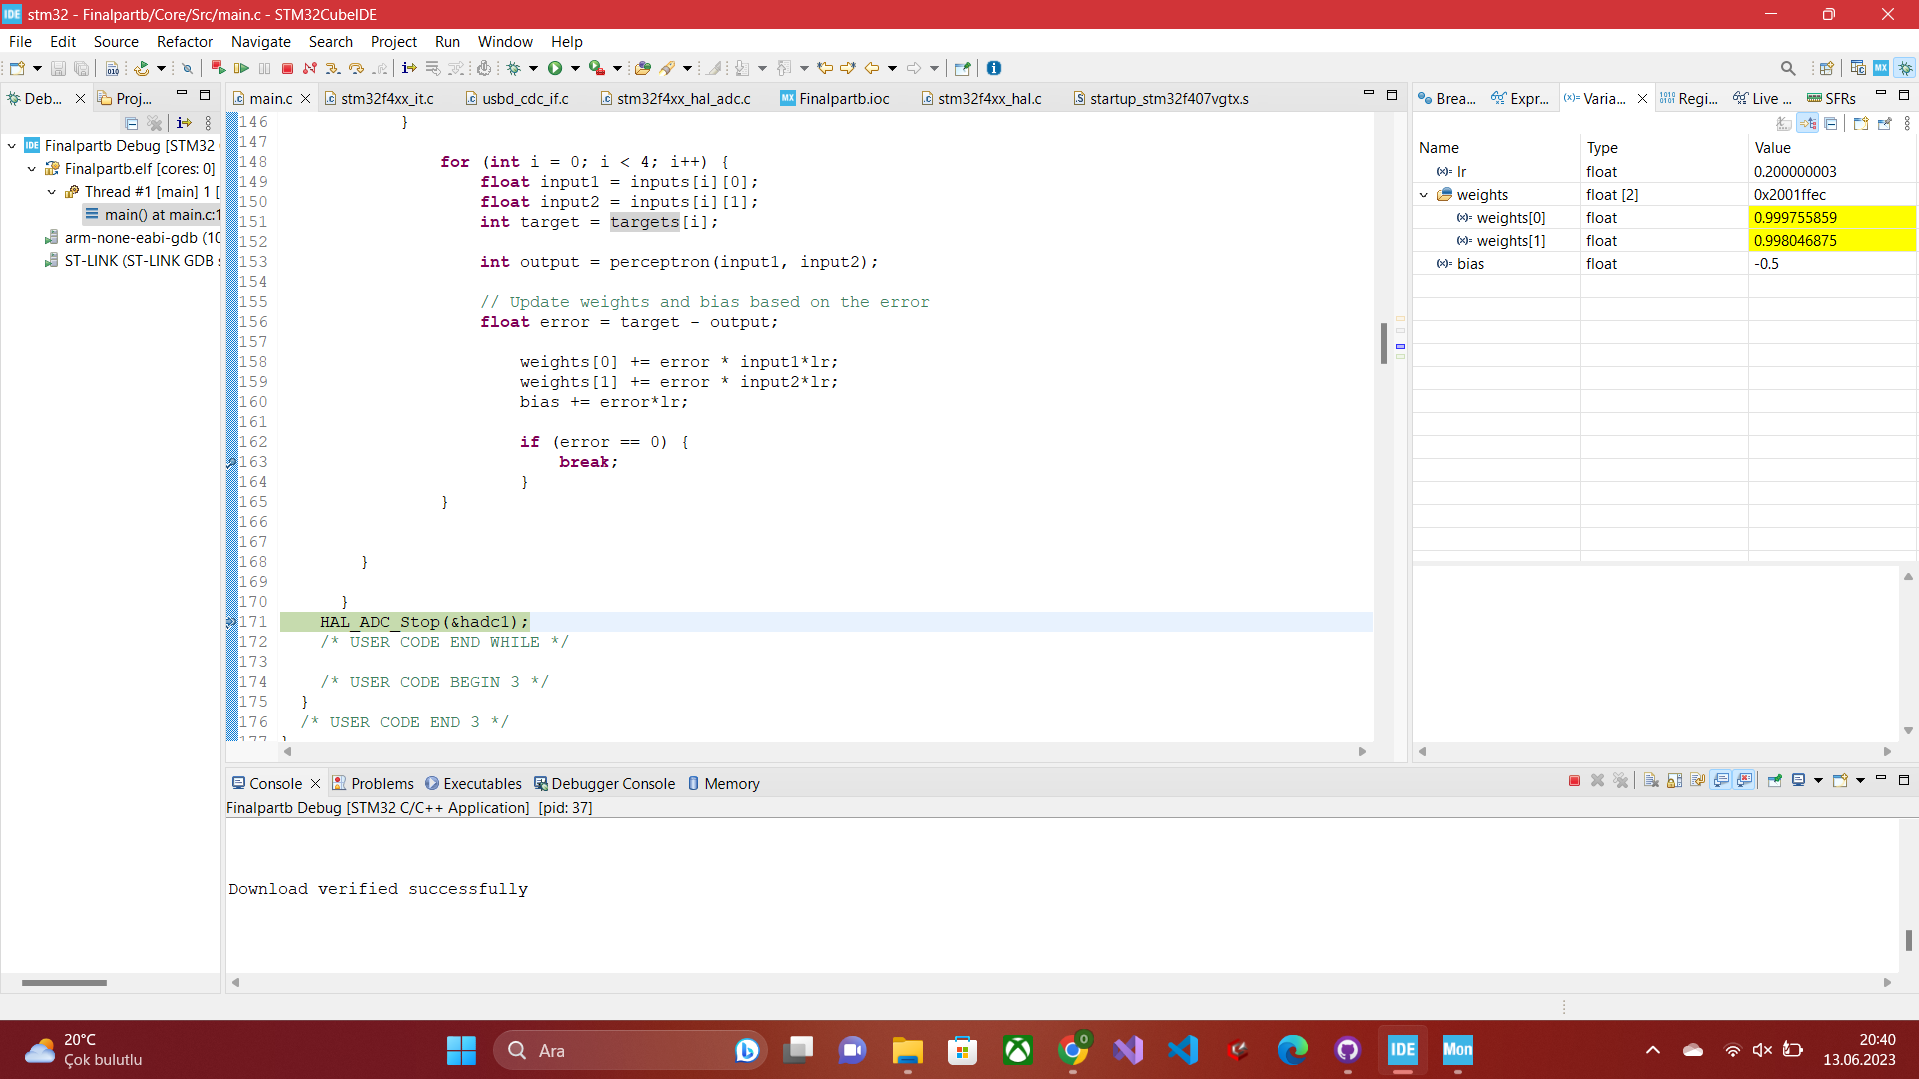 IDE stm32 - Finalpartb/Core/Src/main.c - STM32CubeIDE
File Edit Source Refactor Navigate Search Project Run Window Help
Deb... Proj...
main.c stm32f4xx_it.c usbd_cdc_if.c stm32f4xx_hal_adc.c MX Finalpartb.ioc stm32f4xx_hal.c startup_stm32f407vgtx.s
Brea... Expr... Varia... Regi... Live ... SFRs
IDE Finalpartb Debug [STM32
Finalpartb.elf [cores: 0]
Thread #1 [main] 1 [
main() at main.c:1
arm-none-eabi-gdb (10
ST-LINK (ST-LINK GDB s
146 }
147
148 for (int i = 0; i < 4; i++) {
149 float input1 = inputs[i][0];
150 float input2 = inputs[i][1];
151 int target = targets[i];
152
153 int output = perceptron(input1, input2);
154
155 // Update weights and bias based on the error
156 float error = target - output;
157
158 weights[0] += error * input1*lr;
159 weights[1] += error * input2*lr;
160 bias += error*lr;
161
162 if (error == 0) {
163 break;
164 }
165 }
166
167
168 }
169
170 }
171 HAL_ADC_Stop(&hadc1);
172 /* USER CODE END WHILE */
173
174 /* USER CODE BEGIN 3 */
175 }
176 /* USER CODE END 3 */
177 }
Name Type Value
(x)= lr float 0.200000003
weights float [2] 0x2001ffec
(x)= weights[0] float 0.999755859
(x)= weights[1] float 0.998046875
(x)= bias float -0.5
Console Problems Executables Debugger Console Memory
Finalpartb Debug [STM32 C/C++ Application] [pid: 37]
Download verified successfully
20°C
Çok bulutlu
Ara
0
IDE
Mon
20:40
13.06.2023